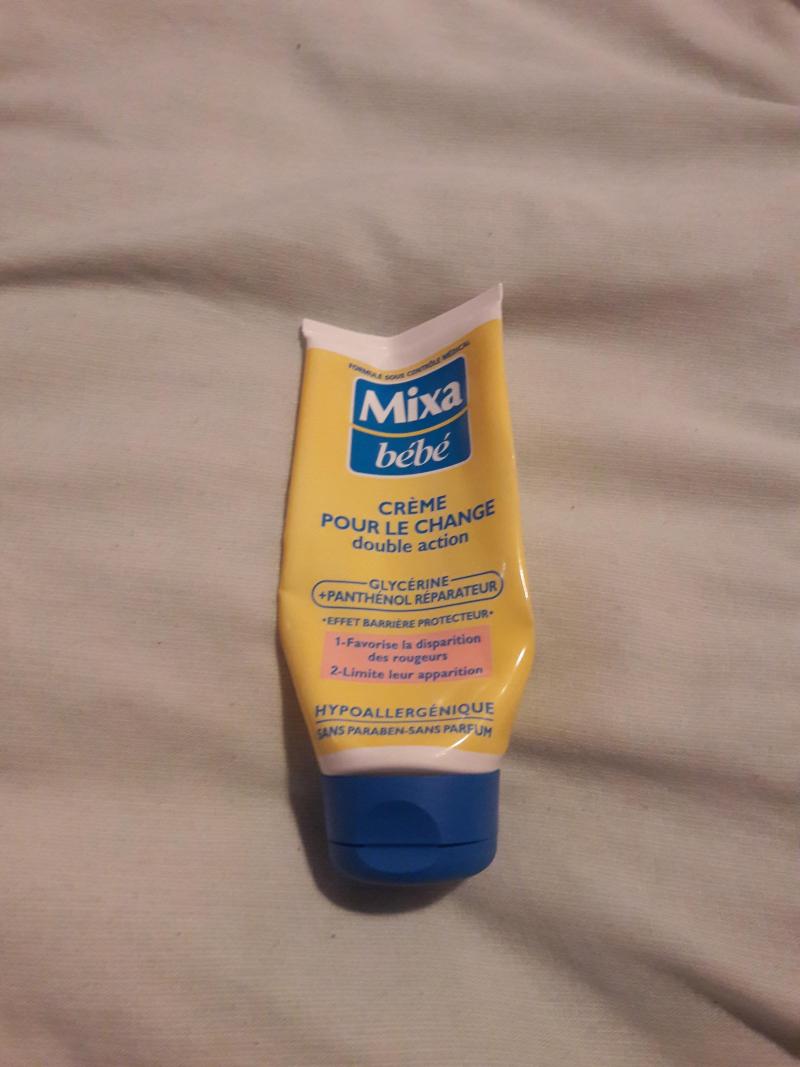 FORMULE SOUS CONTRÔLE MÉDICAL
Mixa
bébé
CRÈME
POUR LE CHANGE
double action
GLYCÉRINE
+PANTHÉNOL RÉPARATEUR
•EFFET BARRIÈRE PROTECTEUR•
1-Favorise la disparition
des rougeurs
2-Limite leur apparition
HYPOALLERGÉNIQUE
SANS PARABEN-SANS PARFUM